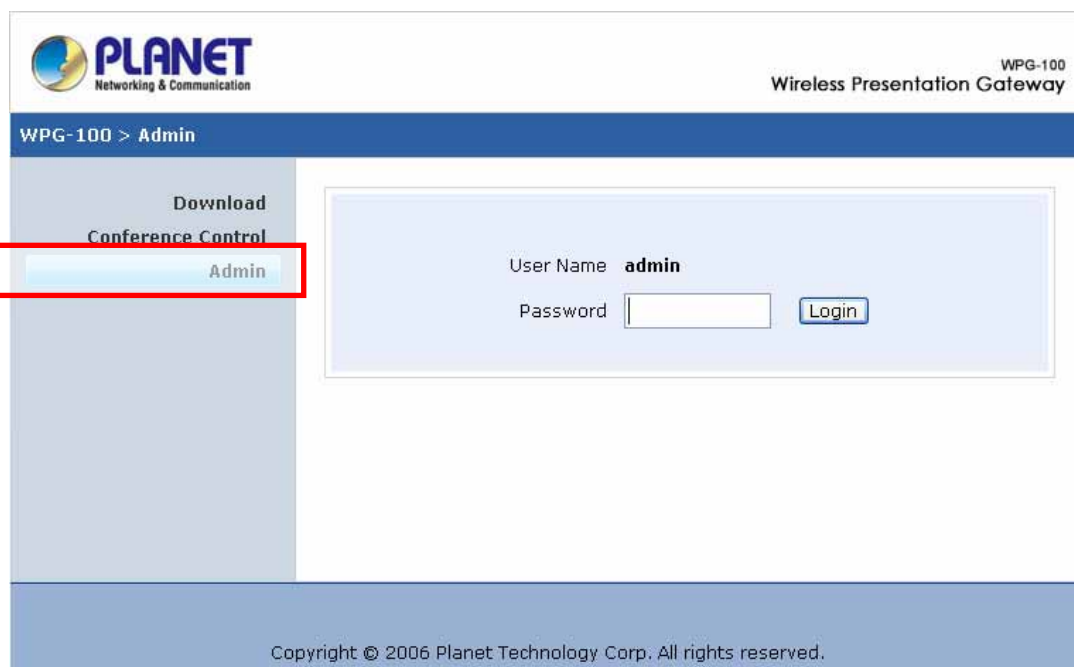 PLANET
Networking & Communication
WPG-100
Wireless Presentation Gateway
WPG-100 > Admin
Download
Conference Control
Admin
User Name admin
Password
Login
Copyright © 2006 Planet Technology Corp. All rights reserved.